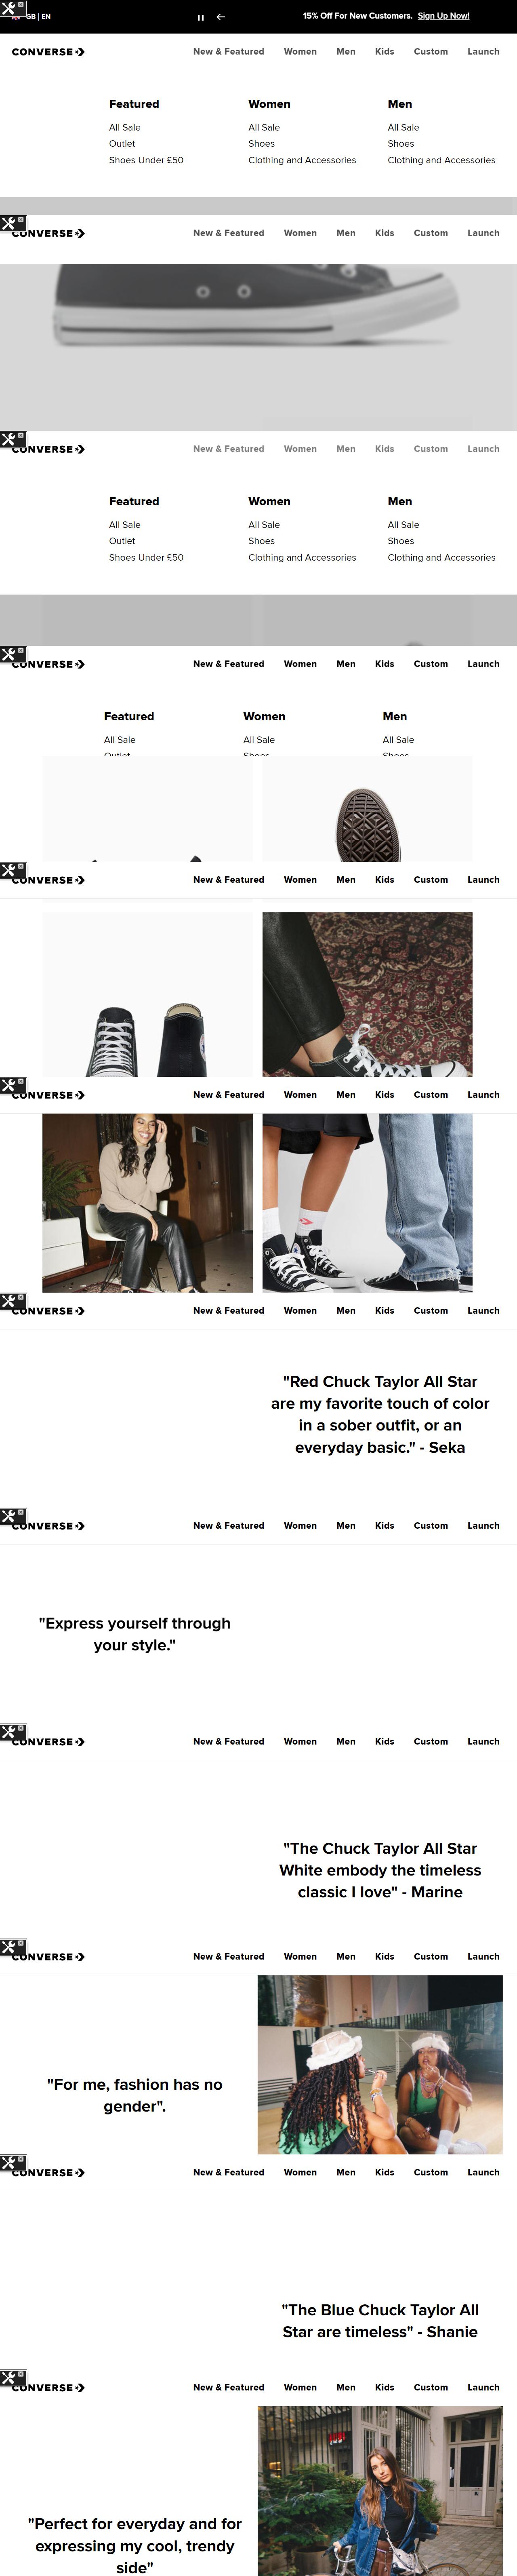 GB | EN
15% Off For New Customers. Sign Up Now!
CONVERSE New & Featured Women Men Kids Custom Launch
Featured Women Men
All Sale All Sale All Sale
Outlet Shoes Shoes
Shoes Under £50 Clothing and Accessories Clothing and Accessories
CONVERSE New & Featured Women Men Kids Custom Launch
CONVERSE New & Featured Women Men Kids Custom Launch
Featured Women Men
All Sale All Sale All Sale
Outlet Shoes Shoes
Shoes Under £50 Clothing and Accessories Clothing and Accessories
CONVERSE New & Featured Women Men Kids Custom Launch
Featured Women Men
All Sale All Sale All Sale
Outlet Shoes Shoes
CONVERSE New & Featured Women Men Kids Custom Launch
CONVERSE New & Featured Women Men Kids Custom Launch
CONVERSE New & Featured Women Men Kids Custom Launch
"Red Chuck Taylor All Star
are my favorite touch of color
in a sober outfit, or an
everyday basic." - Seka
CONVERSE New & Featured Women Men Kids Custom Launch
"Express yourself through
your style."
CONVERSE New & Featured Women Men Kids Custom Launch
"The Chuck Taylor All Star
White embody the timeless
classic I love" - Marine
CONVERSE New & Featured Women Men Kids Custom Launch
"For me, fashion has no
gender".
CONVERSE New & Featured Women Men Kids Custom Launch
"The Blue Chuck Taylor All
Star are timeless" - Shanie
CONVERSE New & Featured Women Men Kids Custom Launch
"Perfect for everyday and for
expressing my cool, trendy
side"